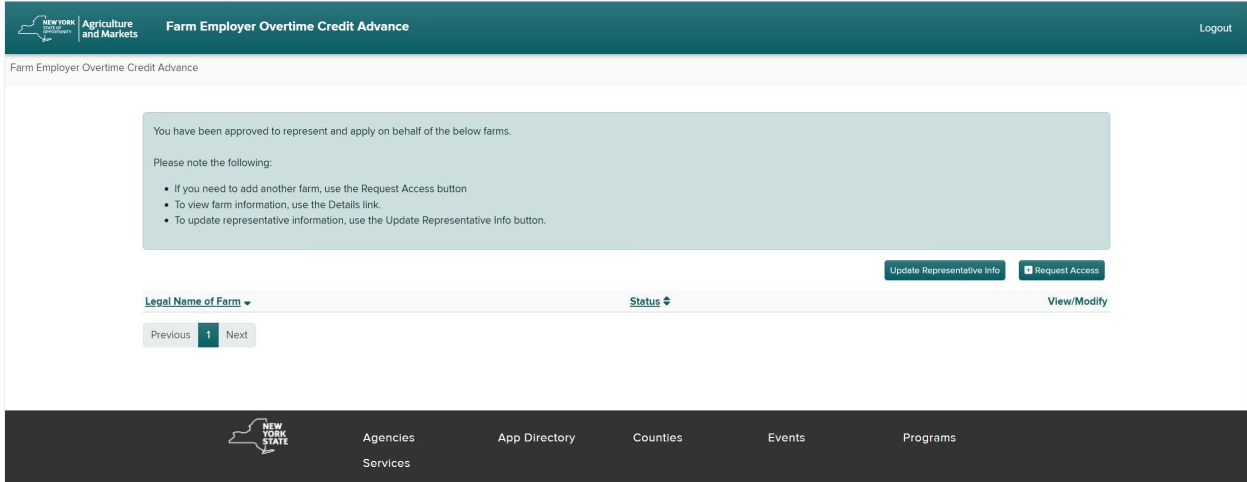 NEW YORK
STATE OF
OPPORTUNITY
Agriculture
and Markets
Farm Employer Overtime Credit Advance
Logout
Farm Employer Overtime Credit Advance
You have been approved to represent and apply on behalf of the below farms.
Please note the following:
• If you need to add another farm, use the Request Access button
• To view farm information, use the Details link.
• To update representative information, use the Update Representative Info button.
Update Representative Info
Request Access
Legal Name of Farm
Status
View/Modify
Previous 1 Next
NEW
YORK
STATE
Agencies
App Directory
Counties
Events
Programs
Services